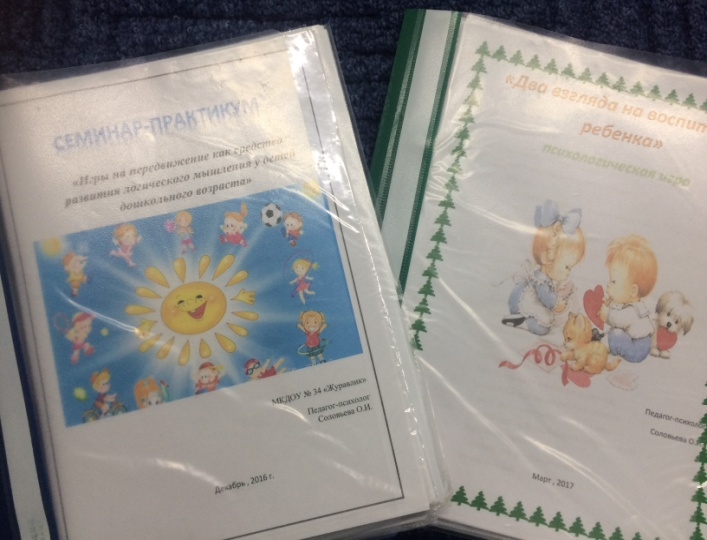 СЕМИНАР-ПРАКТИКУМ
«Игры на передвижение как средство
развития логического мышления у детей
дошкольного возраста»
МКДОУ № 34 «Журавлик»
Педагог-психолог
Соловьева О.И.
Декабрь , 2016 г.
«Два взгляда на воспит
ребенка»
психологическая игра
Педагог-психол
Соловьева О.И
Март , 2017